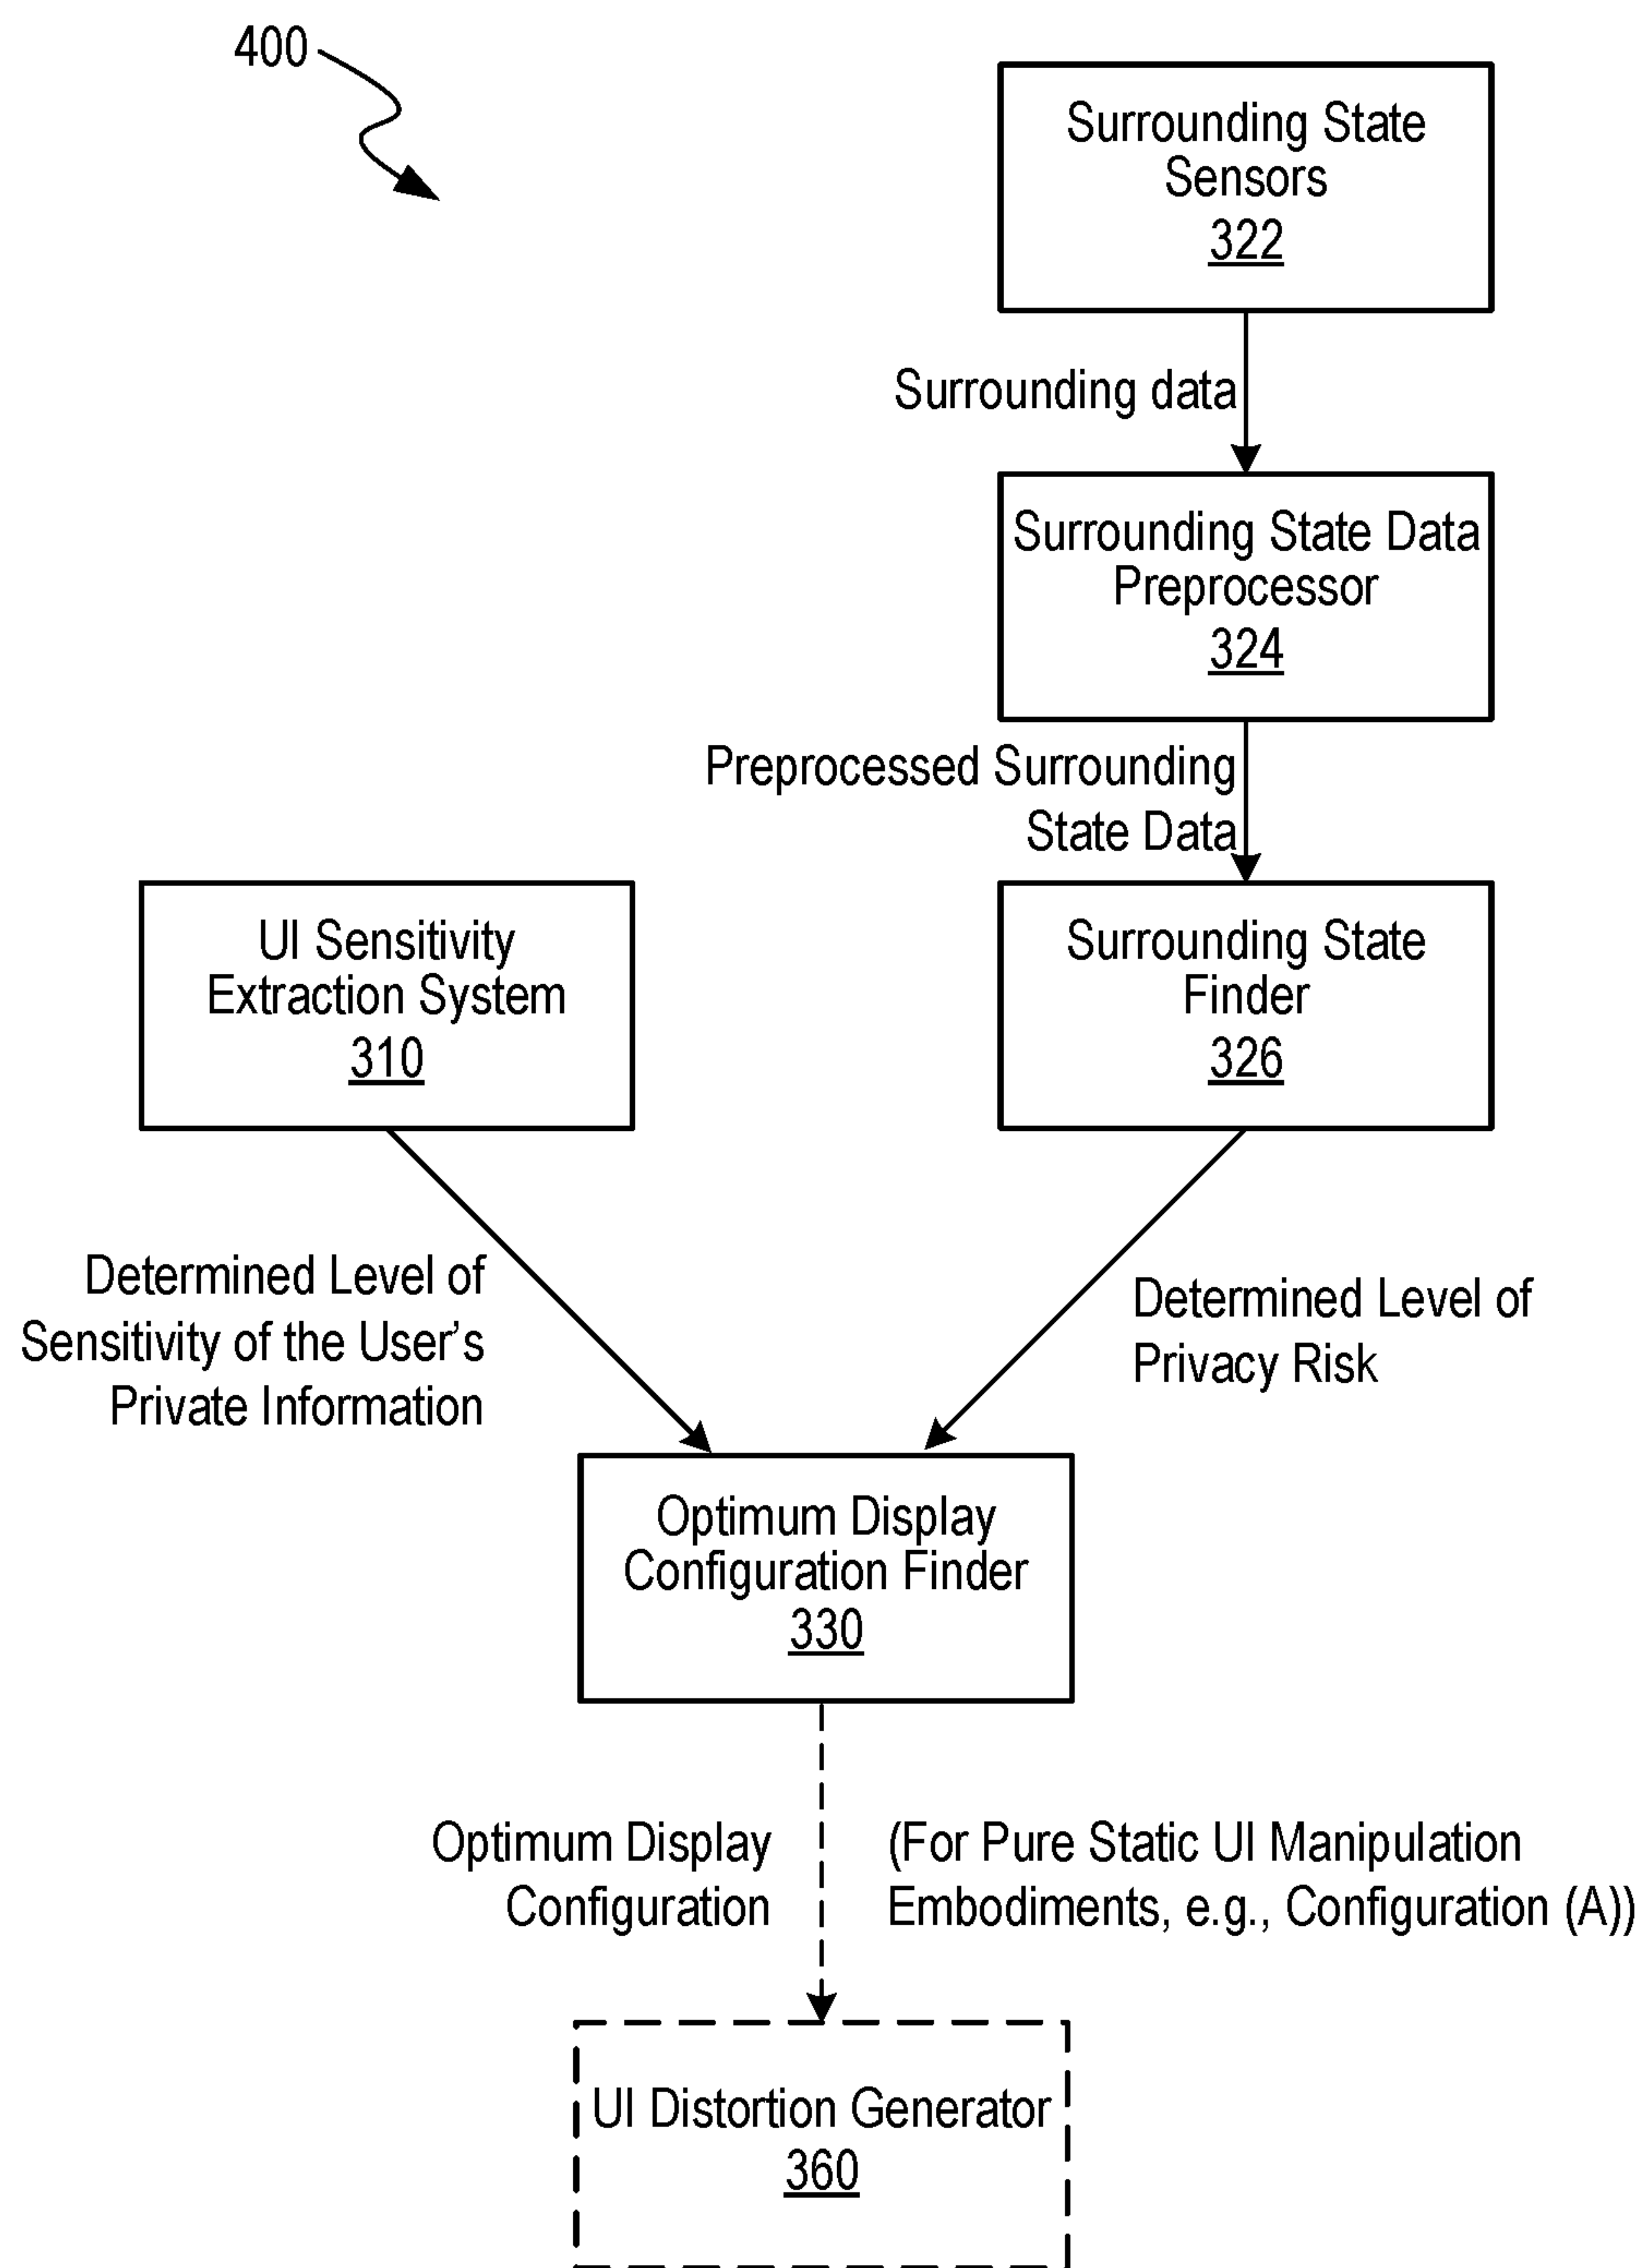 400
Surrounding State
Sensors
322
Surrounding data
Surrounding State Data
Preprocessor
324
Preprocessed Surrounding
State Data
UI Sensitivity
Extraction System
310
Surrounding State
Finder
326
Determined Level of
Sensitivity of the User’s
Private Information
Determined Level of
Privacy Risk
Optimum Display
Configuration Finder
330
Optimum Display
Configuration
(For Pure Static UI Manipulation
Embodiments, e.g., Configuration (A))
UI Distortion Generator
360